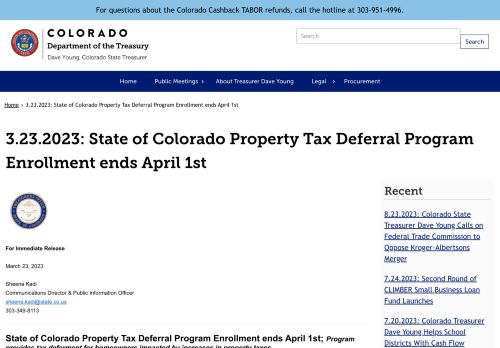 For questions about the Colorado Cashback TABOR refunds, call the hotline at 303-951-4996.
COLORADO
Department of the Treasury
Dave Young, Colorado State Treasurer
Search
Search
Home
Public Meetings
About Treasurer Dave Young
Legal
Procurement
Home > 3.23.2023: State of Colorado Property Tax Deferral Program Enrollment ends April 1st
3.23.2023: State of Colorado Property Tax Deferral Program
Enrollment ends April 1st
For Immediate Release
March 23, 2023
Sheena Kadi
Communications Director & Public Information Officer
sheena.kadi@state.co.us
303-349-8113
State of Colorado Property Tax Deferral Program Enrollment ends April 1st; Program
provides tax deferment for homeowners impacted by increases in property taxes
Recent
8.23.2023: Colorado State
Treasurer Dave Young Calls on
Federal Trade Commission to
Oppose Kroger-Albertsons
Merger
7.24.2023: Second Round of
CLIMBER Small Business Loan
Fund Launches
7.20.2023: Colorado Treasurer
Dave Young Helps School
Districts With Cash Flow